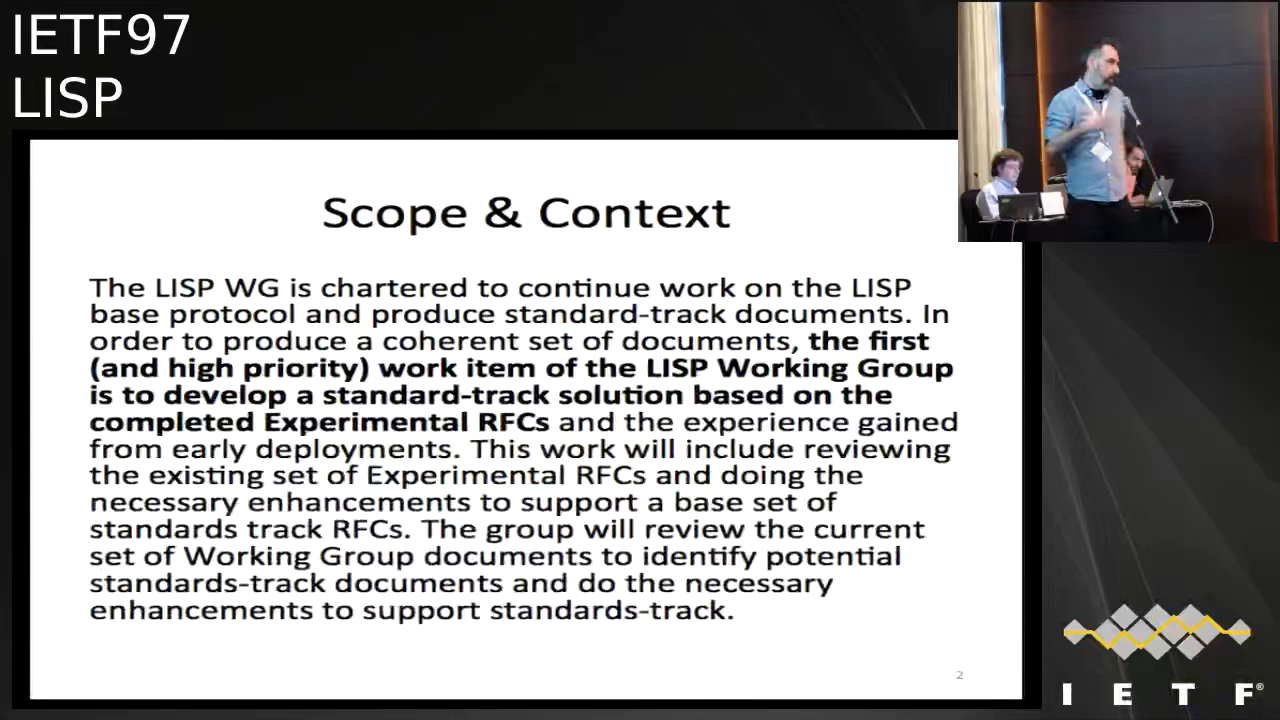 IETF97
LISP
Scope & Context
The LISP WG is chartered to continue work on the LISP
base protocol and produce standard-track documents. In
order to produce a coherent set of documents, the first
(and high priority) work item of the LISP Working Group
is to develop a standard-track solution based on the
completed Experimental RFCs and the experience gained
from early deployments. This work will include reviewing
the existing set of Experimental RFCs and doing the
necessary enhancements to support a base set of
standards track RFCs. The group will review the current
set of Working Group documents to identify potential
standards-track documents and do the necessary
enhancements to support standards-track.
2
I E T F®